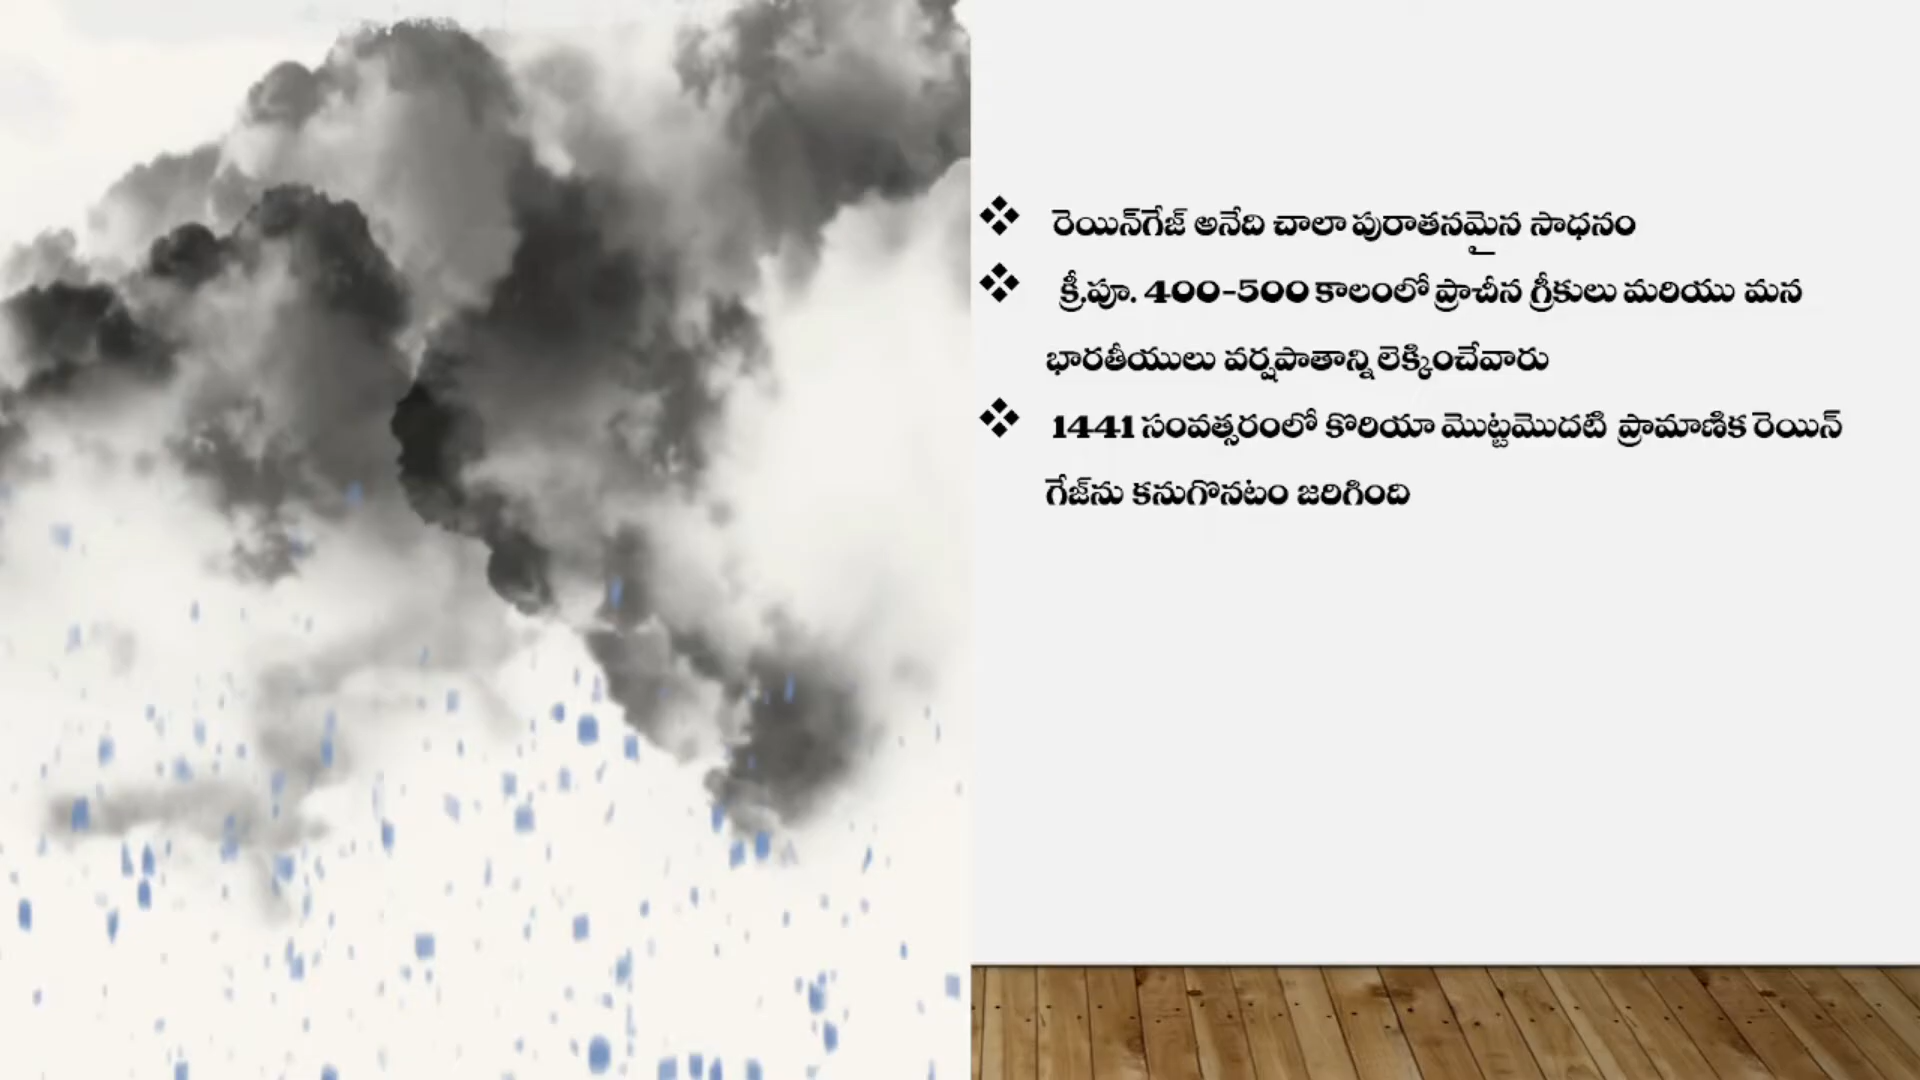 ❖ రెయిన్‌గేజ్ అనేది చాలా పురాతనమైన సాధనం
❖ క్రీ.పూ. 400-500 కాలంలో ప్రాచీన గ్రీకులు మరియు మన
భారతీయులు వర్షపాతాన్ని లెక్కించేవారు
❖ 1441 సంవత్సరంలో కొరియా మొట్టమొదటి ప్రామాణిక రెయిన్
గేజ్‌ను కనుగొనటం జరిగింది